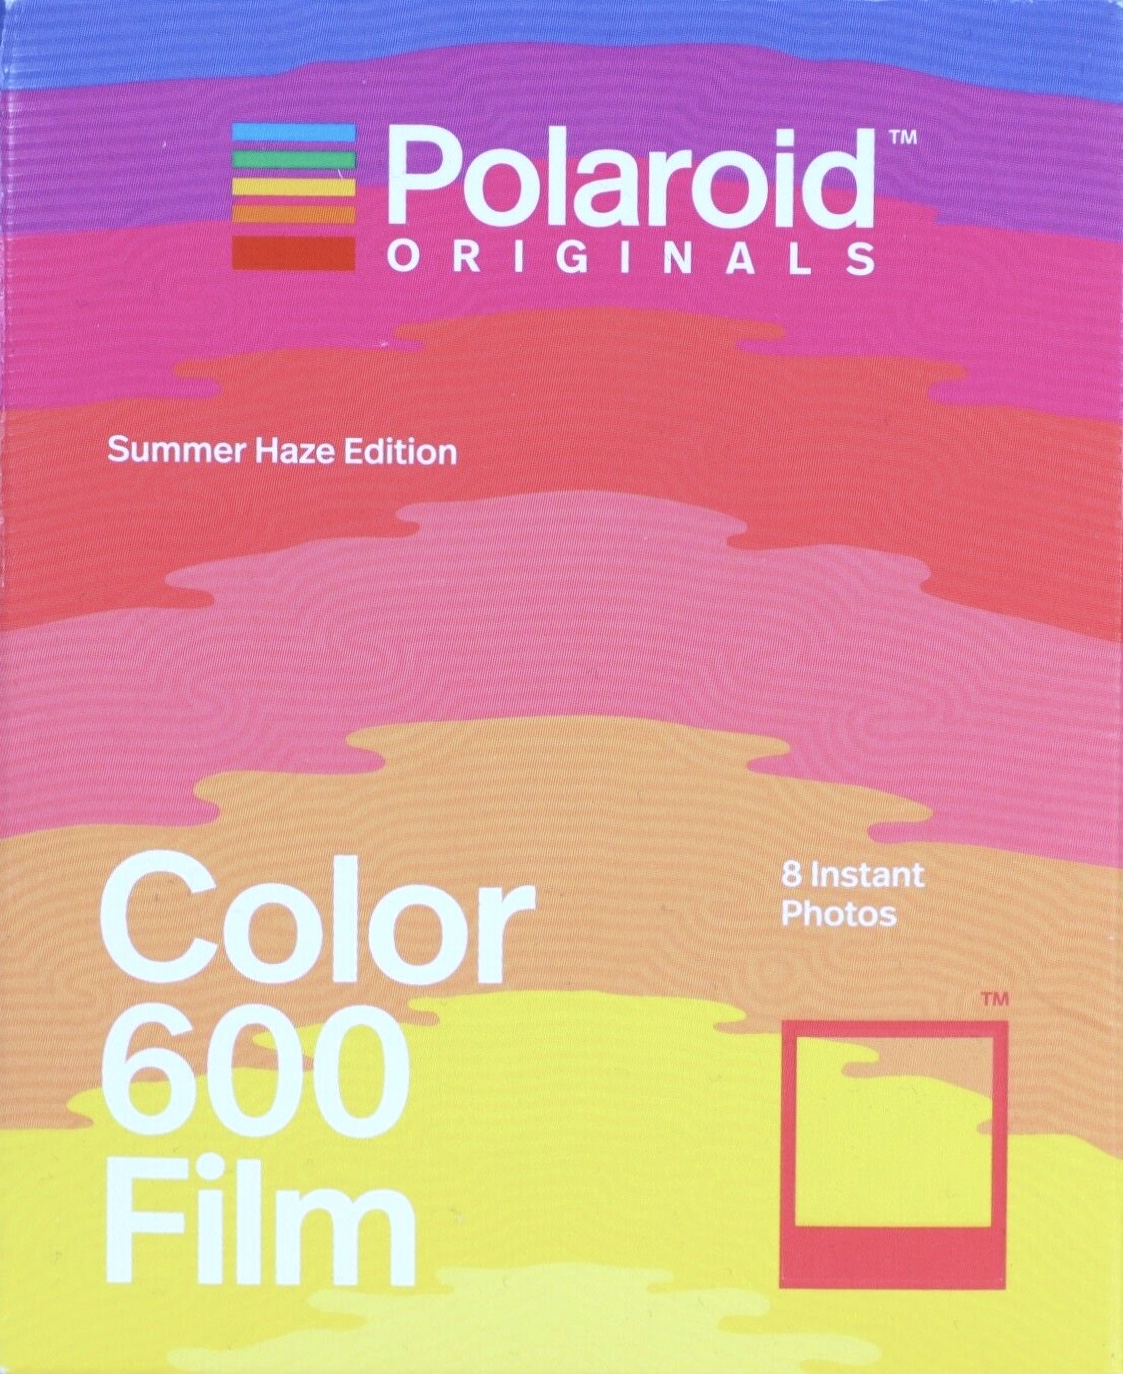 Polaroid™
ORIGINALS
Summer Haze Edition
Color
600
Film
8 Instant
Photos
™